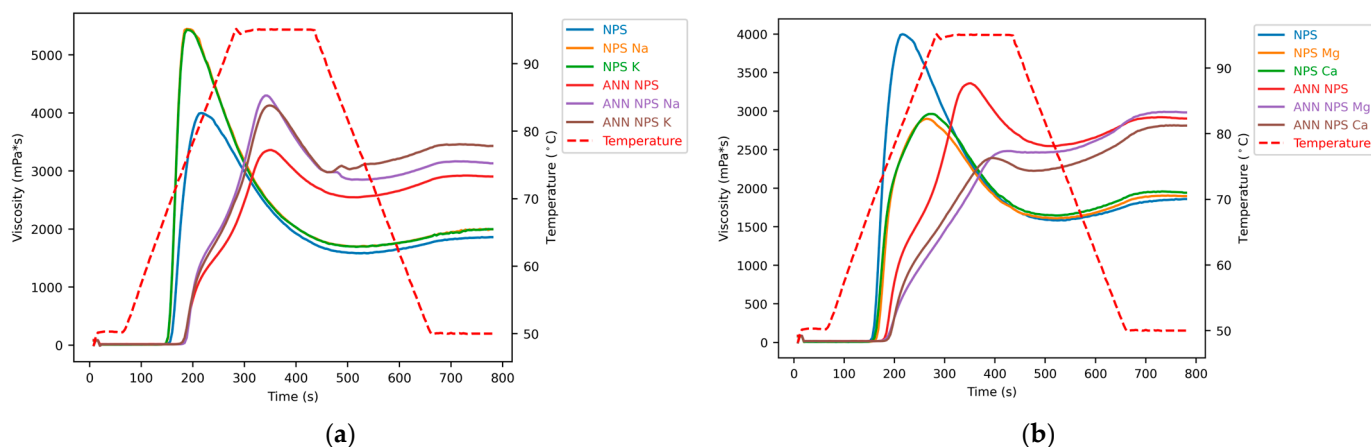 NPS
NPS Na
NPS K
ANN NPS
ANN NPS Na
ANN NPS K
Temperature
Viscosity (mPa*s)
5000
4000
3000
2000
1000
0
90
80
70
60
50
Temperature (°C)
0 100 200 300 400 500 600 700 800
Time (s)
(a)
NPS
NPS Mg
NPS Ca
ANN NPS
ANN NPS Mg
ANN NPS Ca
Temperature
Viscosity (mPa*s)
4000
3500
3000
2500
2000
1500
1000
500
0
90
80
70
60
50
Temperature (°C)
0 100 200 300 400 500 600 700 800
Time (s)
(b)